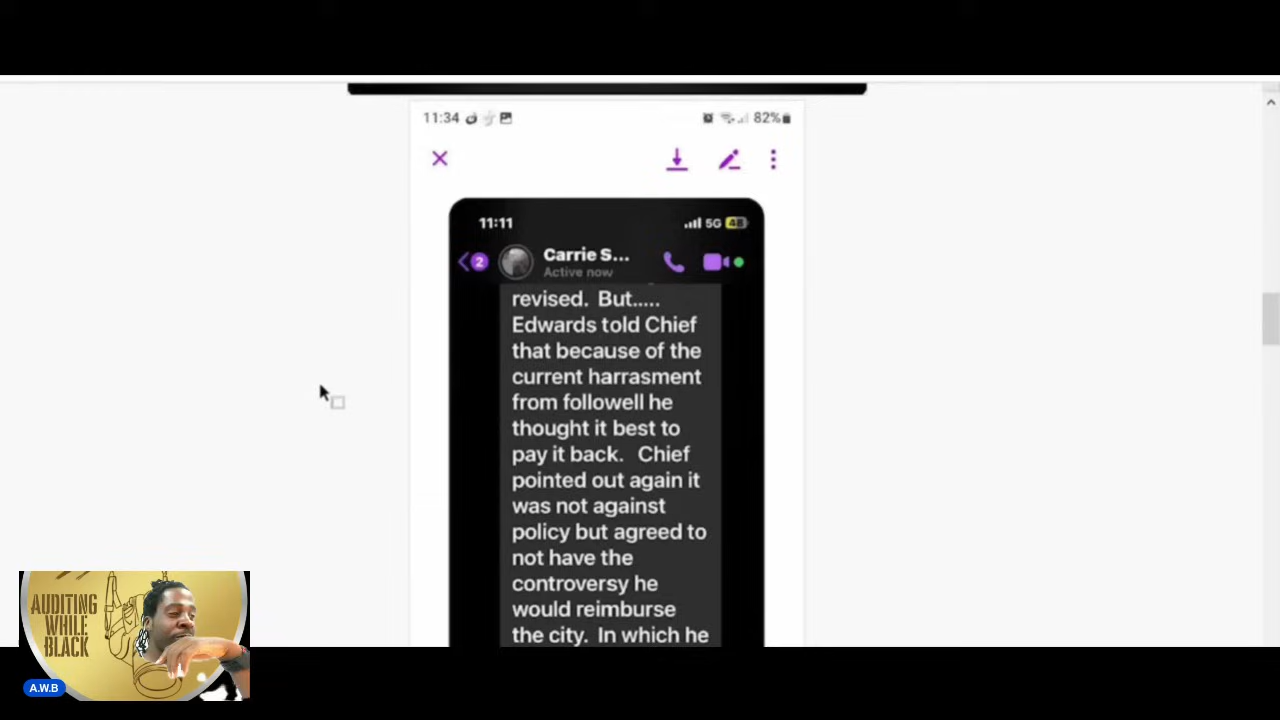 11:34
82%
11:11
5G
48
2
Carrie S...
Active now
revised. But.....
Edwards told Chief
that because of the
current harrasment
from followell he
thought it best to
pay it back. Chief
pointed out again it
was not against
policy but agreed to
not have the
controversy he
would reimburse
the city. In which he
AUDITING
WHILE
BLACK
A.W.B